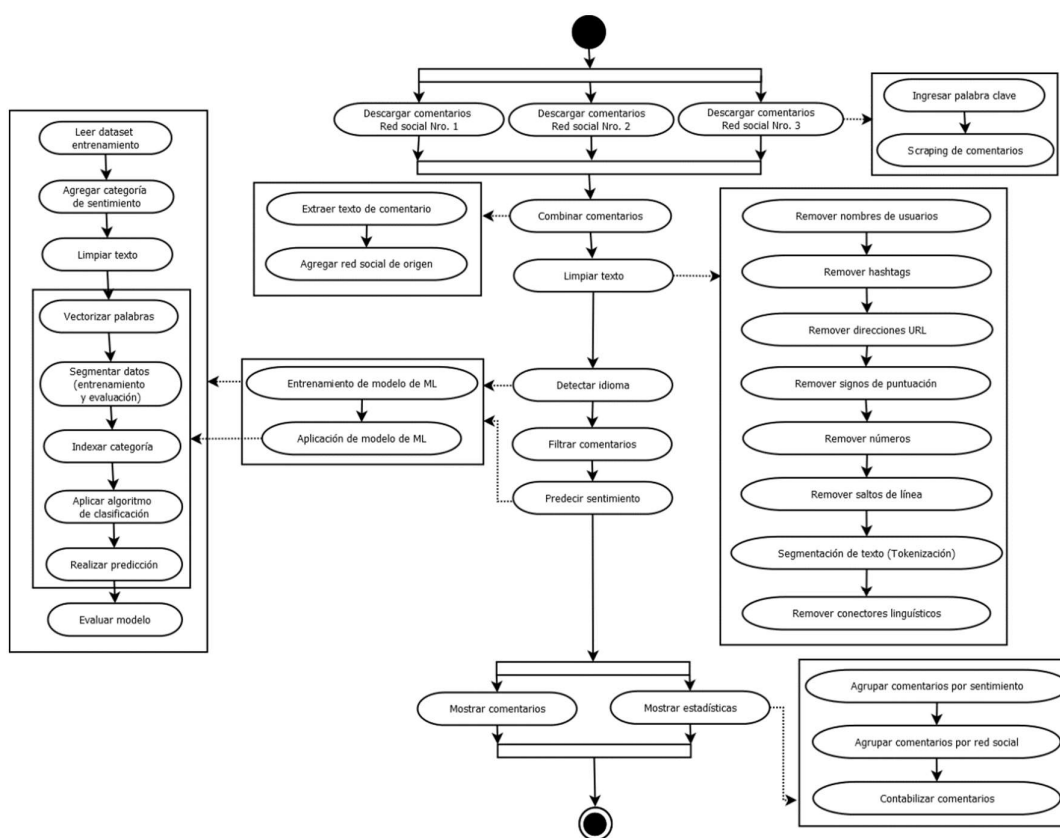 Descargar comentarios
Red social Nro. 1
Descargar comentarios
Red social Nro. 2
Descargar comentarios
Red social Nro. 3
Ingresar palabra clave
Scraping de comentarios
Leer dataset
entrenamiento
Agregar categoría
de sentimiento
Limpiar texto
Vectorizar palabras
Segmentar datos
(entrenamiento
y evaluación)
Indexar categoría
Aplicar algoritmo
de clasificación
Realizar predicción
Evaluar modelo
Extraer texto de comentario
Agregar red social de origen
Entrenamiento de modelo de ML
Aplicación de modelo de ML
Combinar comentarios
Limpiar texto
Detectar idioma
Filtrar comentarios
Predecir sentimiento
Remover nombres de usuarios
Remover hashtags
Remover direcciones URL
Remover signos de puntuación
Remover números
Remover saltos de línea
Segmentación de texto (Tokenización)
Remover conectores linguísticos
Mostrar comentarios
Mostrar estadísticas
Agrupar comentarios por sentimiento
Agrupar comentarios por red social
Contabilizar comentarios